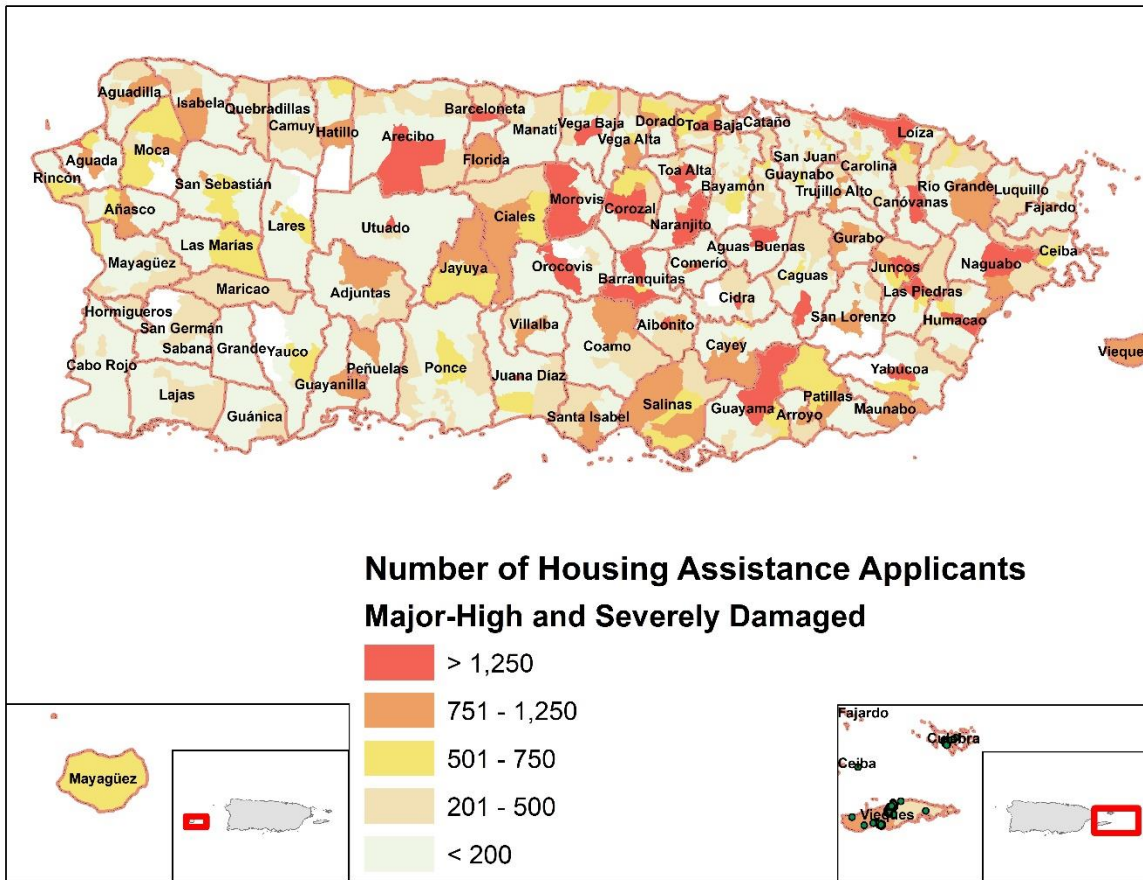 Aguadilla
Isabela
Quebradillas
Camuy
Hatillo
Arecibo
Barceloneta
Manatí
Vega Baja
Vega Alta
Dorado
Toa Baja
Cataño
Loíza
Aguada
Moca
Rincón
San Sebastián
Florida
Toa Alta
Bayamón
San Juan
Guaynabo
Carolina
Trujillo Alto
Canóvanas
Río Grande
Luquillo
Fajardo
Añasco
Lares
Utuado
Ciales
Morovis
Corozal
Naranjito
Aguas Buenas
Gurabo
Ceiba
Las Marías
Mayagüez
Maricao
Adjuntas
Jayuya
Orocovis
Barranquitas
Comerío
Caguas
Juncos
Naguabo
Las Piedras
Hormigueros
San Germán
Sabana Grande
Yauco
Villalba
Aibonito
Cidra
San Lorenzo
Humacao
Vieque
Cabo Rojo
Lajas
Guánica
Guayanilla
Peñuelas
Ponce
Juana Díaz
Coamo
Cayey
Yabucoa
Santa Isabel
Salinas
Guayama
Arroyo
Patillas
Maunabo
Number of Housing Assistance Applicants
Major-High and Severely Damaged
> 1,250
751 - 1,250
501 - 750
201 - 500
< 200
Mayagüez
Fajardo
Culebra
Ceiba
Vieques